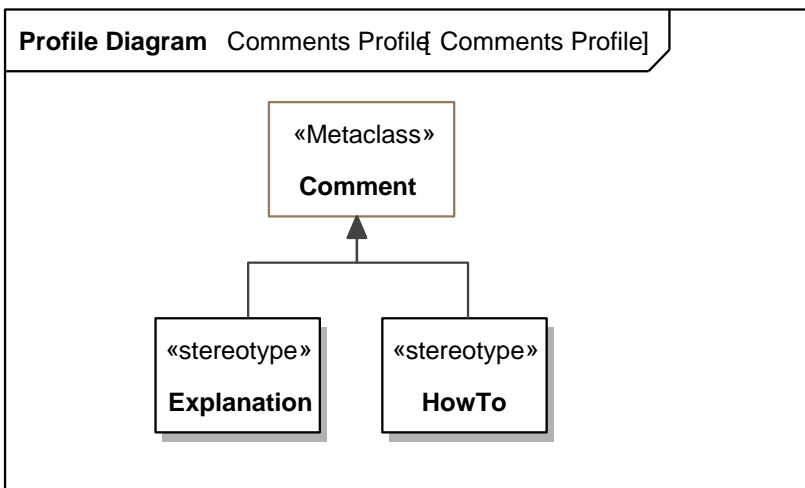 Profile Diagram Comments Profile[ Comments Profile]
«Metaclass»
Comment
«stereotype»
Explanation
«stereotype»
HowTo